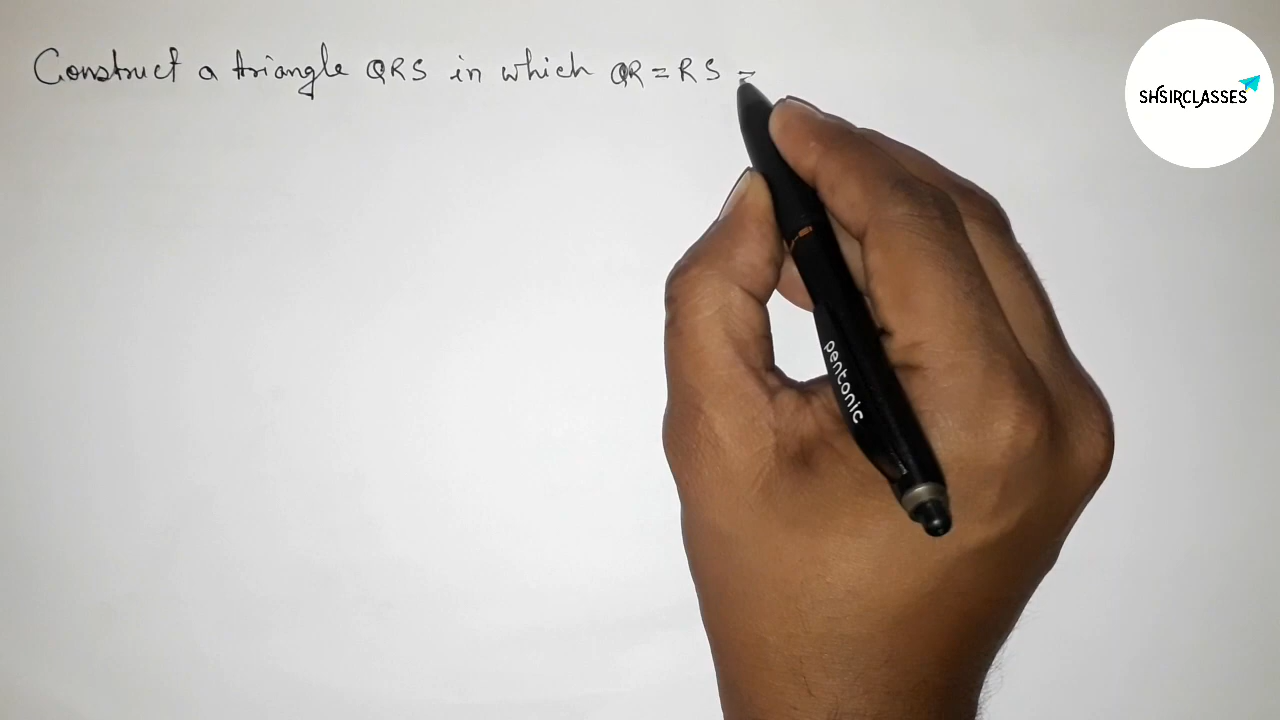 Construct a triangle QRS in which QR = RS =
SHSIRCLASSES
pentonic